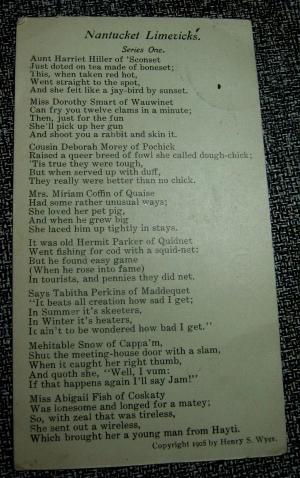 Nantucket Limericks.
Series One.
Aunt Harriet Hiller of 'Sconset
Just doted on tea made of boneset;
This, when taken red hot,
Went straight to the spot,
And she felt like a jay-bird by sunset.
Miss Dorothy Smart of Wauwinet
Can fry you twelve clams in a minute;
Then, just for the fun
She'll pick up her gun
And shoot you a rabbit and skin it.
Cousin Deborah Morey of Pochick
Raised a queer breed of fowl she called dough-chick;
'Tis true they were tough,
But when served up with duff,
They really were better than no chick.
Mrs. Miriam Coffin of Quaise
Had some rather unusual ways;
She loved her pet pig,
And when he grew big
She laced him up tightly in stays.
It was old Hermit Parker of Quidnet
Went fishing for cod with a squid-net:
But he found easy game
(When he rose into fame)
In tourists, and pennies they did net.
Says Tabitha Perkins of Maddequet
"It beats all creation how sad I get;
In Summer it's skeeters,
In Winter it's heaters,
It ain't to be wondered how bad I get."
Mehitable Snow of Cappa'm,
Shut the meeting-house door with a slam,
When it caught her right thumb,
And quoth she, "Well, I vum:
If that happens again I'll say Jam!"
Miss Abigail Fish of Coskaty
Was lonesome and longed for a matey;
So, with zeal that was tireless,
She sent out a wireless,
Which brought her a young man from Hayti.
Copyright 1908 by Henry S. Wyer.